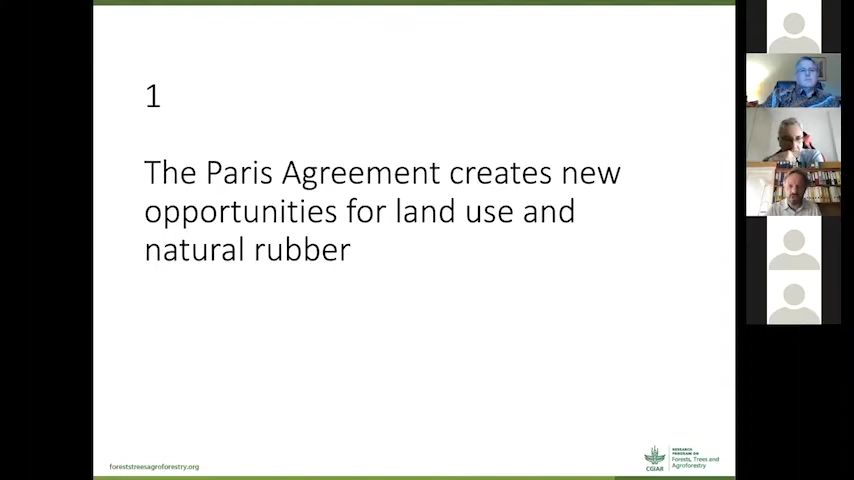 1
The Paris Agreement creates new
opportunities for land use and
natural rubber
foreststreesagroforestry.org
CGIAR
RESEARCH
PROGRAM ON
Forests, Trees and
Agroforestry